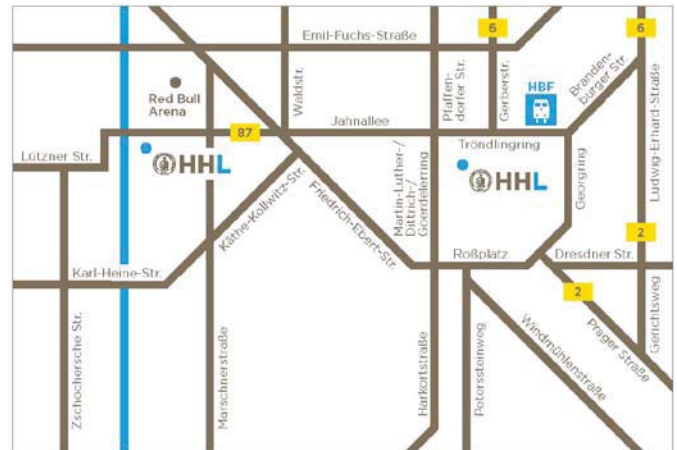 Emil-Fuchs-Straße
6
6
Red Bull
Arena
Waldstr.
Pfaffen-
dorfer Str.
Gerberstr.
HBF
Branden-
burger Str.
Ludwig-Erhard-Straße
87
Jahnallee
Tröndlingring
Lützner Str.
HHL
HHL
Käthe-Kollwitz-Str.
Friedrich-Ebert-Str.
Martin-Luther-/
Dittrich-/
Goerdelerring
Georgring
2
Roßplatz
Dresdner Str.
Karl-Heine-Str.
2
Zschochersche Str.
Marschnerstraße
Harkortstraße
Peterssteinweg
Windmühlenstraße
Prager Straße
Gerichtsweg